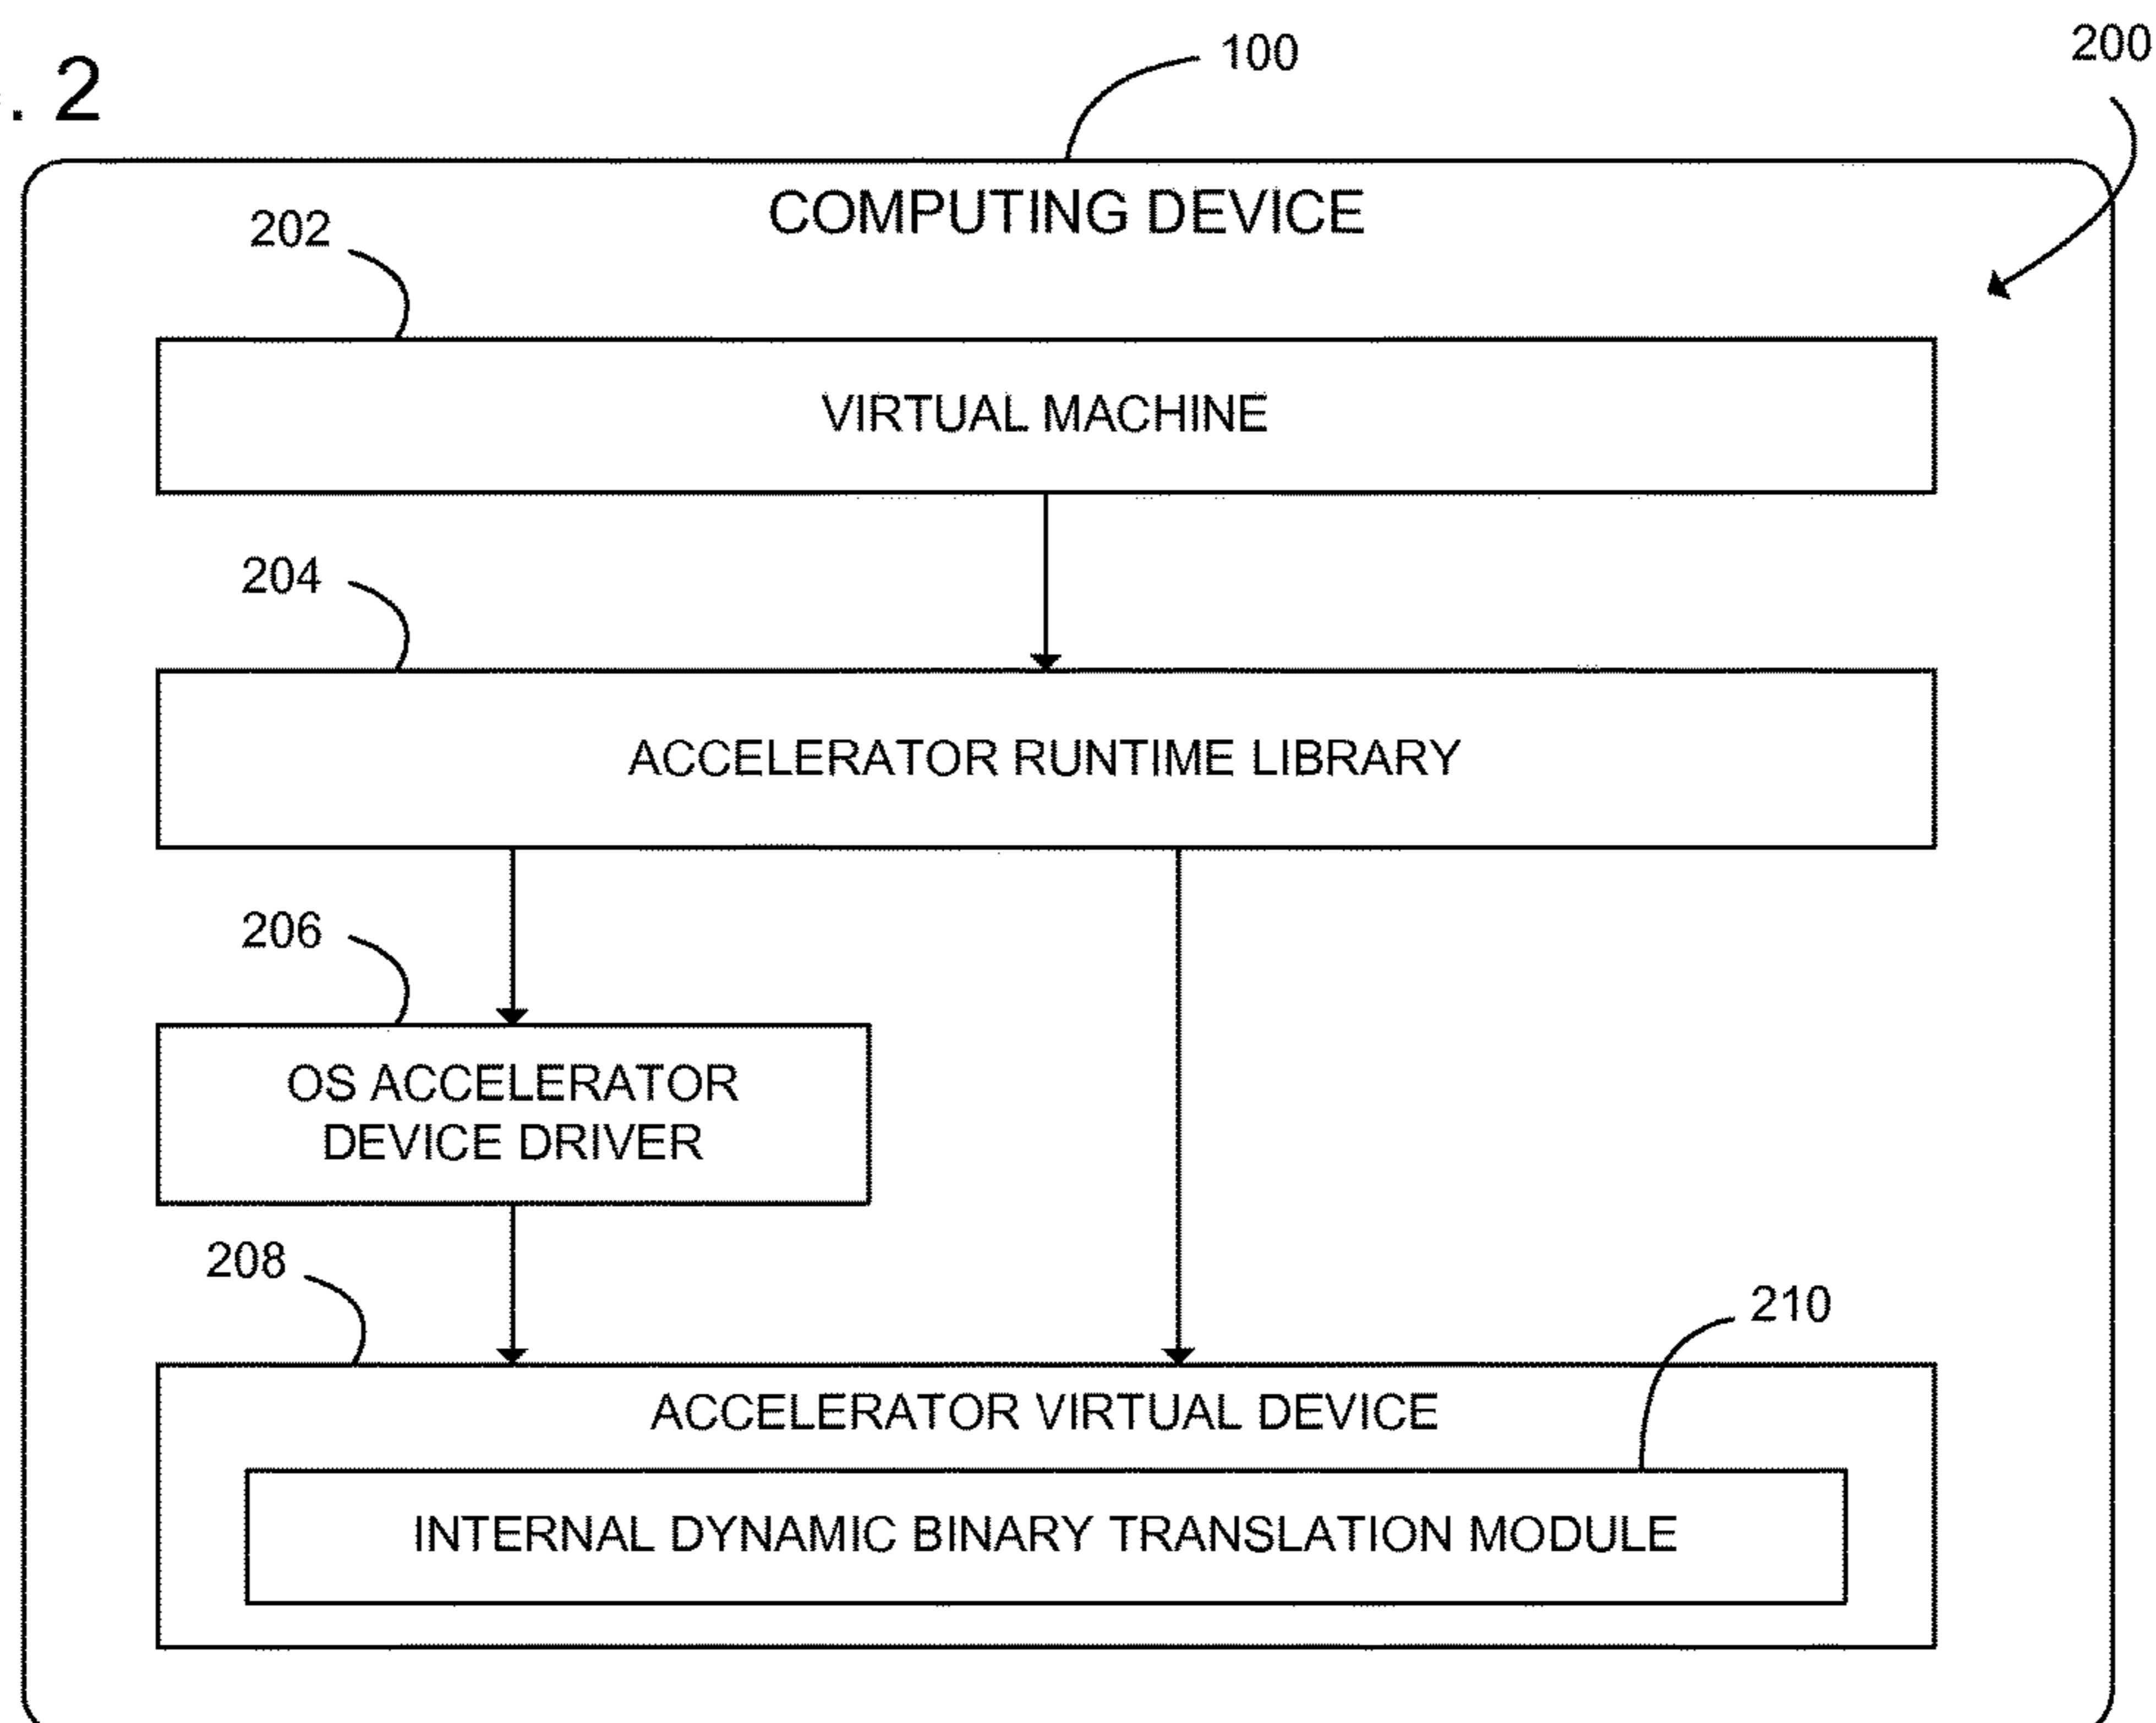 . 2
100
200
COMPUTING DEVICE
202
VIRTUAL MACHINE
204
ACCELERATOR RUNTIME LIBRARY
206
OS ACCELERATOR
DEVICE DRIVER
208
210
ACCELERATOR VIRTUAL DEVICE
INTERNAL DYNAMIC BINARY TRANSLATION MODULE